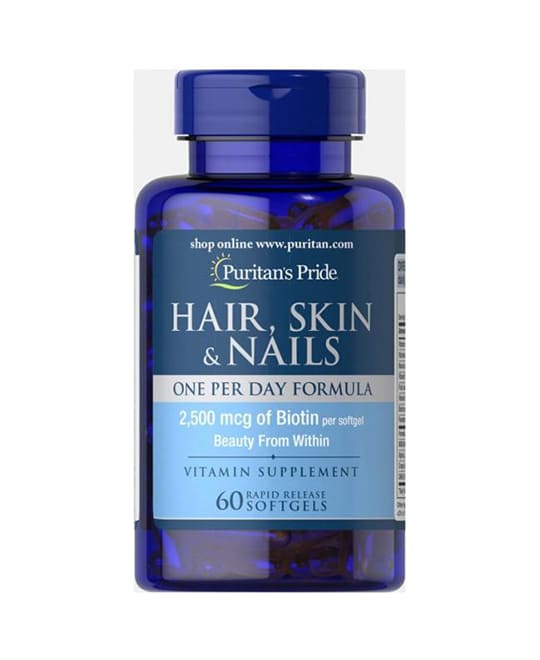 shop online www.puritan.com
Puritan's Pride
HAIR, SKIN
& NAILS
ONE PER DAY FORMULA
2,500 mcg of Biotin per softgel
Beauty From Within
VITAMIN SUPPLEMENT
60 RAPID RELEASE
SOFTGELS